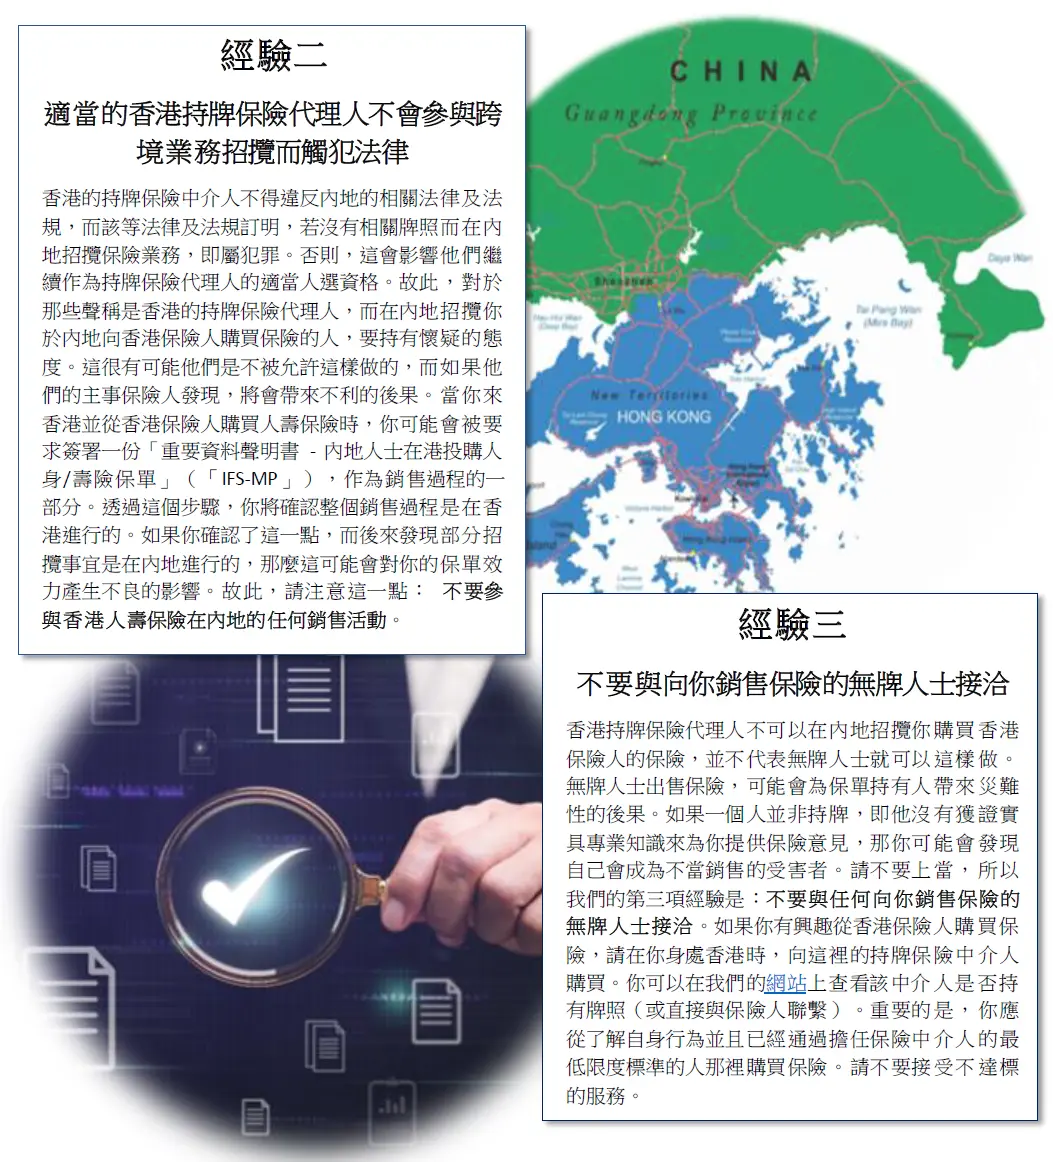 經驗二
適當的香港持牌保險代理人不會參與跨
境業務招攬而觸犯法律
香港的持牌保險中介人不得違反內地的相關法律及法
規，而該等法律及法規訂明，若沒有相關牌照而在內
地招攬保險業務，即屬犯罪。否則，這會影響他們繼
續作為持牌保險代理人的適當人選資格。故此，對於
那些聲稱是香港的持牌保險代理人，而在內地招攬你
於內地向香港保險人購買保險的人，要持有懷疑的態
度。這很有可能他們是不被允許這樣做的，而如果他
們的主事保險人發現，將會帶來不利的後果。當你來
香港並從香港保險人購買人壽保險時，你可能會被要
求簽署一份「重要資料聲明書 - 內地人士在港投購人
身/壽險保單」（「IFS-MP」），作為銷售過程的一
部分。透過這個步驟，你將確認整個銷售過程是在香
港進行的。如果你確認了這一點，而後來發現部分招
攬事宜是在內地進行的，那麼這可能會對你的保單效
力產生不良的影響。故此，請注意這一點： 不要參
與香港人壽保險在內地的任何銷售活動。
CHINA
Guangdong Province
Shenzhen
Daya Wan
Tai Pang Wan
(Mirs Bay)
Hau Hoi Wan
(Deep Bay)
Lo Wu
New Territories
HONG KONG
Kowloon
Hong Kong Island
經驗三
不要與向你銷售保險的無牌人士接洽
香港持牌保險代理人不可以在內地招攬你購買香港
保險人的保險，並不代表無牌人士就可以這樣做。
無牌人士出售保險，可能會為保單持有人帶來災難
性的後果。如果一個人並非持牌，即他沒有獲證實
具專業知識來為你提供保險意見，那你可能會發現
自己會成為不當銷售的受害者。請不要上當，所以
我們的第三項經驗是：不要與任何向你銷售保險的
無牌人士接洽。如果你有興趣從香港保險人購買保
險，請在你身處香港時，向這裡的持牌保險中介人
購買。你可以在我們的網站上查看該中介人是否持
有牌照（或直接與保險人聯繫）。重要的是，你應
從了解自身行為並且已經通過擔任保險中介人的最
低限度標準的人那裡購買保險。請不要接受不達標
的服務。